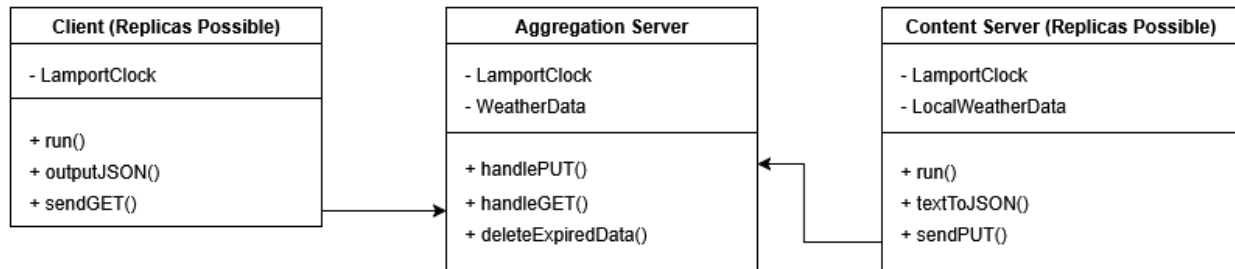 Client (Replicas Possible)
- LamportClock
+ run()
+ outputJSON()
+ sendGET()
Aggregation Server
- LamportClock
- WeatherData
+ handlePUT()
+ handleGET()
+ deleteExpiredData()
Content Server (Replicas Possible)
- LamportClock
- LocalWeatherData
+ run()
+ textToJSON()
+ sendPUT()